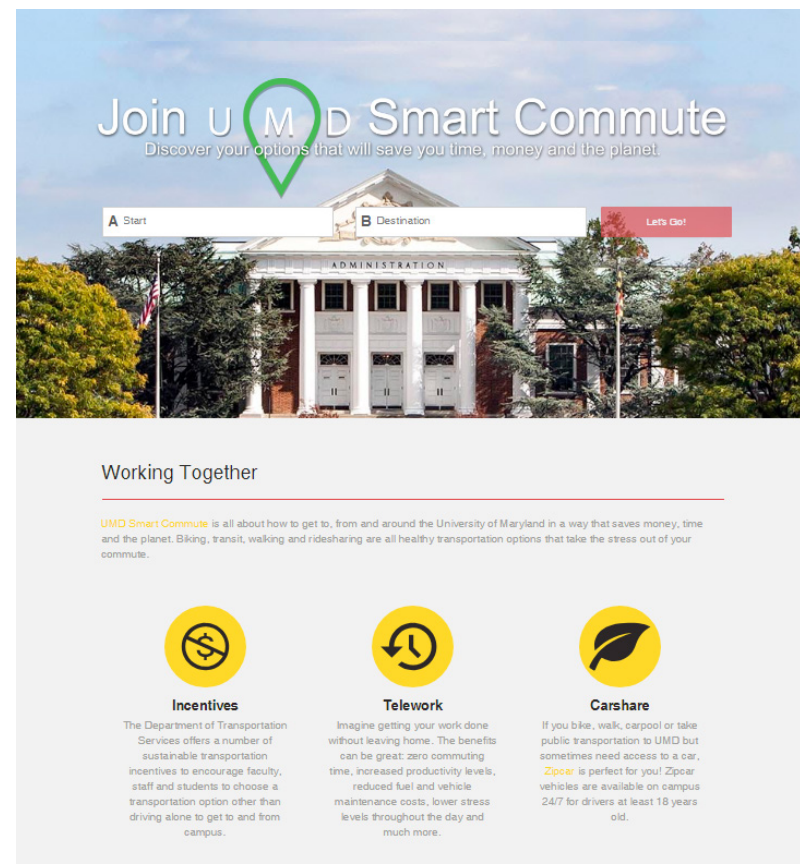 Join U M D Smart Commute
Discover your options that will save you time, money and the planet.
A Start
B Destination
Let's Go!
ADMINISTRATION
Working Together
UMD Smart Commute is all about how to get to, from and around the University of Maryland in a way that saves money, time
and the planet. Biking, transit, walking and ridesharing are all healthy transportation options that take the stress out of your
commute.
Incentives
The Department of Transportation
Services offers a number of
sustainable transportation
incentives to encourage faculty,
staff and students to choose a
transportation option other than
driving alone to get to and from
campus.
Telework
Imagine getting your work done
without leaving home. The benefits
can be great: zero commuting
time, increased productivity levels,
reduced fuel and vehicle
maintenance costs, lower stress
levels throughout the day and
much more.
Carshare
If you bike, walk, carpool or take
public transportation to UMD but
sometimes need access to a car,
Zipcar is perfect for you! Zipcar
vehicles are available on campus
24/7 for drivers at least 18 years
old.